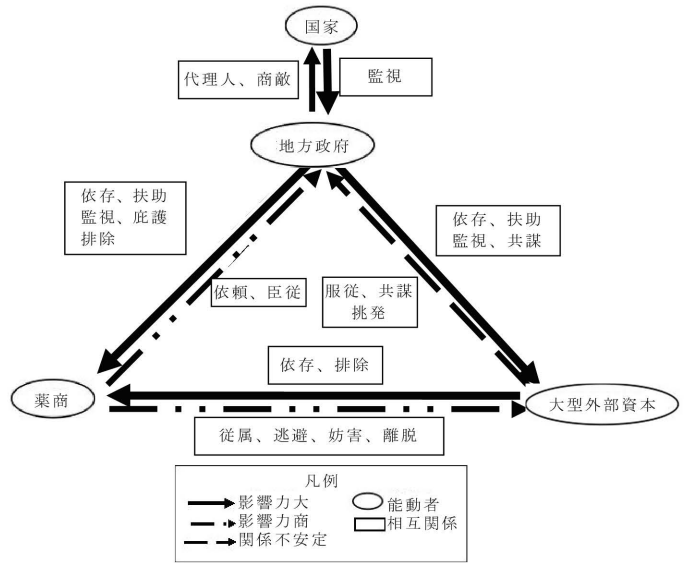 国家
代理人、商敵
監視
地方政府
依存、扶助
監視、庇護
排除
依存、扶助
監視、共謀
依頼、臣従
服従、共謀
挑発
依存、排除
薬商
大型外部資本
従属、逃避、妨害、離脱
凡例
影響力大
能動者
影響力商
相互関係
関係不安定